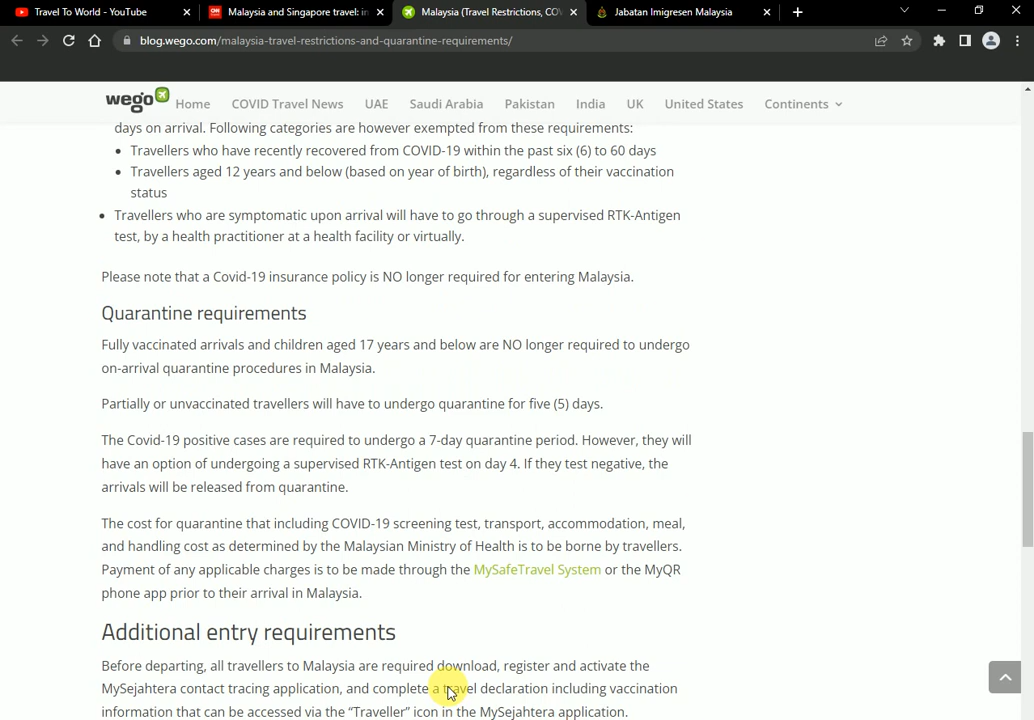 Travel To World - YouTube
Malaysia and Singapore travel: in
Malaysia (Travel Restrictions, CO
Jabatan Imigresen Malaysia
blog.wego.com/malaysia-travel-restrictions-and-quarantine-requirements/
wego Home COVID Travel News UAE Saudi Arabia Pakistan India UK United States Continents
days on arrival. Following categories are however exempted from these requirements:
• Travellers who have recently recovered from COVID-19 within the past six (6) to 60 days
• Travellers aged 12 years and below (based on year of birth), regardless of their vaccination
status
• Travellers who are symptomatic upon arrival will have to go through a supervised RTK-Antigen
test, by a health practitioner at a health facility or virtually.
Please note that a Covid-19 insurance policy is NO longer required for entering Malaysia.
Quarantine requirements
Fully vaccinated arrivals and children aged 17 years and below are NO longer required to undergo
on-arrival quarantine procedures in Malaysia.
Partially or unvaccinated travellers will have to undergo quarantine for five (5) days.
The Covid-19 positive cases are required to undergo a 7-day quarantine period. However, they will
have an option of undergoing a supervised RTK-Antigen test on day 4. If they test negative, the
arrivals will be released from quarantine.
The cost for quarantine that including COVID-19 screening test, transport, accommodation, meal,
and handling cost as determined by the Malaysian Ministry of Health is to be borne by travellers.
Payment of any applicable charges is to be made through the MySafeTravel System or the MyQR
phone app prior to their arrival in Malaysia.
Additional entry requirements
Before departing, all travellers to Malaysia are required download, register and activate the
MySejahtera contact tracing application, and complete a travel declaration including vaccination
information that can be accessed via the “Traveller” icon in the MySejahtera application.